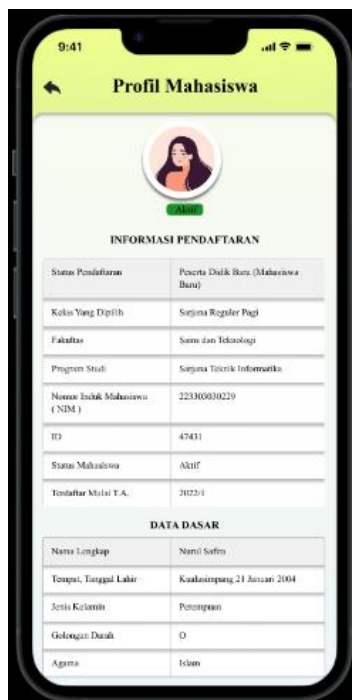 9:41
Profil Mahasiswa
Aktif
INFORMASI PENDAFTARAN
Status Pendaftaran
Peserta Didik Baru (Mahasiswa
Baru)
Kelas Yang Dipilih
Sarjana Reguler Pagi
Fakultas
Sains dan Teknologi
Program Studi
Sarjana Teknik Informatika
Nomor Induk Mahasiswa
( NIM )
223303030229
ID
47431
Status Mahasiswa
Aktif
Terdaftar Mulai T.A.
2022/1
DATA DASAR
Nama Lengkap
Nurul Safitra
Tempat, Tanggal Lahir
Kualasimpang 21 Januari 2004
Jenis Kelamin
Perempuan
Golongan Darah
O
Agama
Islam